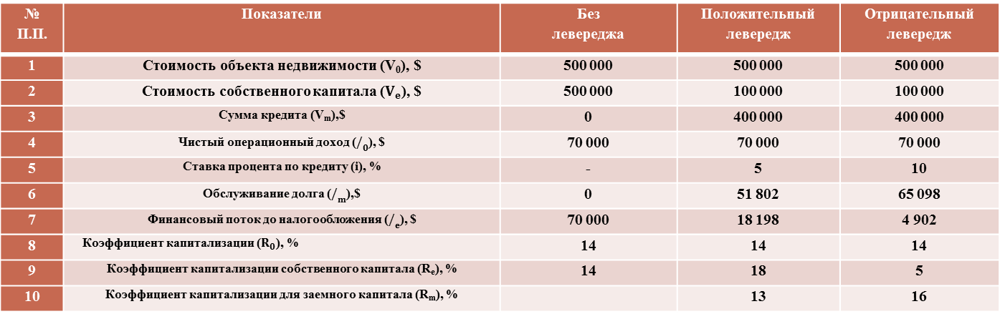 № П.П. Показатели Без левереджа Положительный левередж Отрицательный левередж
1 Стоимость объекта недвижимости (V₀), $ 500 000 500 000 500 000
2 Стоимость собственного капитала (Vₑ), $ 500 000 100 000 100 000
3 Сумма кредита (Vₘ),$ 0 400 000 400 000
4 Чистый операционный доход (/₀), $ 70 000 70 000 70 000
5 Ставка процента по кредиту (i), % - 5 10
6 Обслуживание долга (/ₘ),$ 0 51 802 65 098
7 Финансовый поток до налогообложения (/ₑ), $ 70 000 18 198 4 902
8 Коэффициент капитализации (R₀), % 14 14 14
9 Коэффициент капитализации собственного капитала (Rₑ), % 14 18 5
10 Коэффициент капитализации для заемного капитала (Rₘ), % 13 16